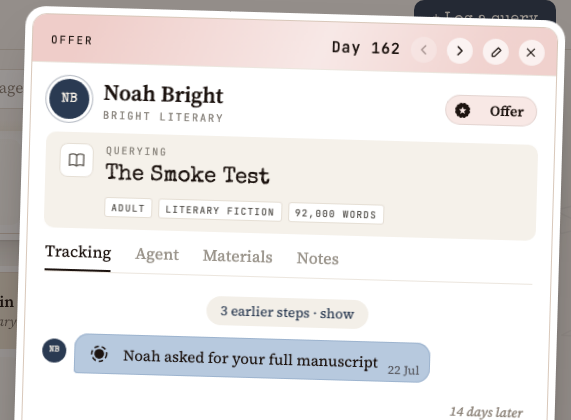 + Log a query
OFFER
Day 162
NB
Noah Bright
BRIGHT LITERARY
Offer
QUERYING
The Smoke Test
ADULT
LITERARY FICTION
92,000 WORDS
Tracking Agent Materials Notes
3 earlier steps · show
NB
Noah asked for your full manuscript
22 Jul
14 days later